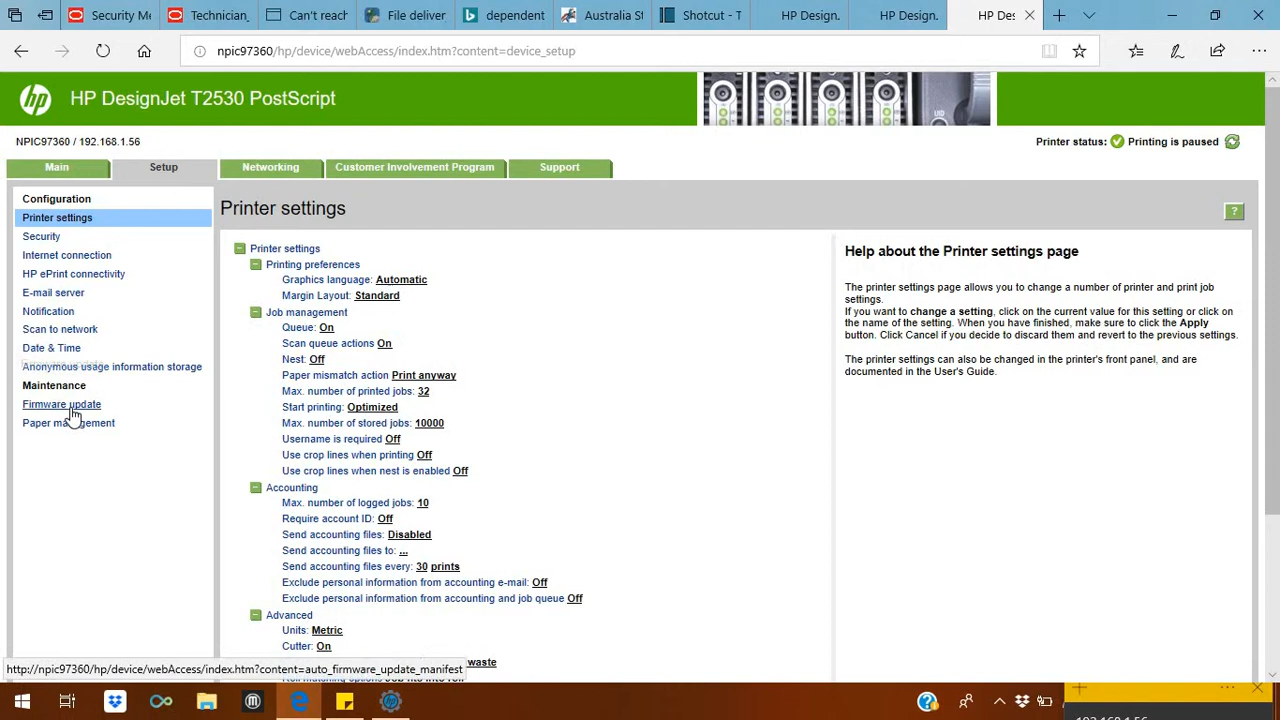 Security Me
Technician_
Can't reach
File deliver
dependent
Australia St
Shotcut - T
HP Design.
HP Design.
HP Des
npic97360/hp/device/webAccess/index.htm?content=device_setup
hp
HP DesignJet T2530 PostScript
NPIC97360 / 192.168.1.56
Printer status: Printing is paused
Main
Setup
Networking
Customer Involvement Program
Support
Configuration
Printer settings
Security
Internet connection
HP ePrint connectivity
E-mail server
Notification
Scan to network
Date & Time
Anonymous usage information storage
Maintenance
Firmware update
Paper management
Printer settings
?
Printer settings
Printing preferences
Graphics language: Automatic
Margin Layout: Standard
Job management
Queue: On
Scan queue actions On
Nest: Off
Paper mismatch action Print anyway
Max. number of printed jobs: 32
Start printing: Optimized
Max. number of stored jobs: 10000
Username is required Off
Use crop lines when printing Off
Use crop lines when nest is enabled Off
Accounting
Max. number of logged jobs: 10
Require account ID: Off
Send accounting files: Disabled
Send accounting files to: ...
Send accounting files every: 30 prints
Exclude personal information from accounting e-mail: Off
Exclude personal information from accounting and job queue Off
Advanced
Units: Metric
Cutter: On
waste
Help about the Printer settings page
The printer settings page allows you to change a number of printer and print job
settings.
If you want to change a setting, click on the current value for this setting or click on
the name of the setting. When you have finished, make sure to click the Apply
button. Click Cancel if you decide to discard them and revert to the previous settings.
The printer settings can also be changed in the printer's front panel, and are
documented in the User's Guide.
http://npic97360/hp/device/webAccess/index.htm?content=auto_firmware_update_manifest
192.168.1.56